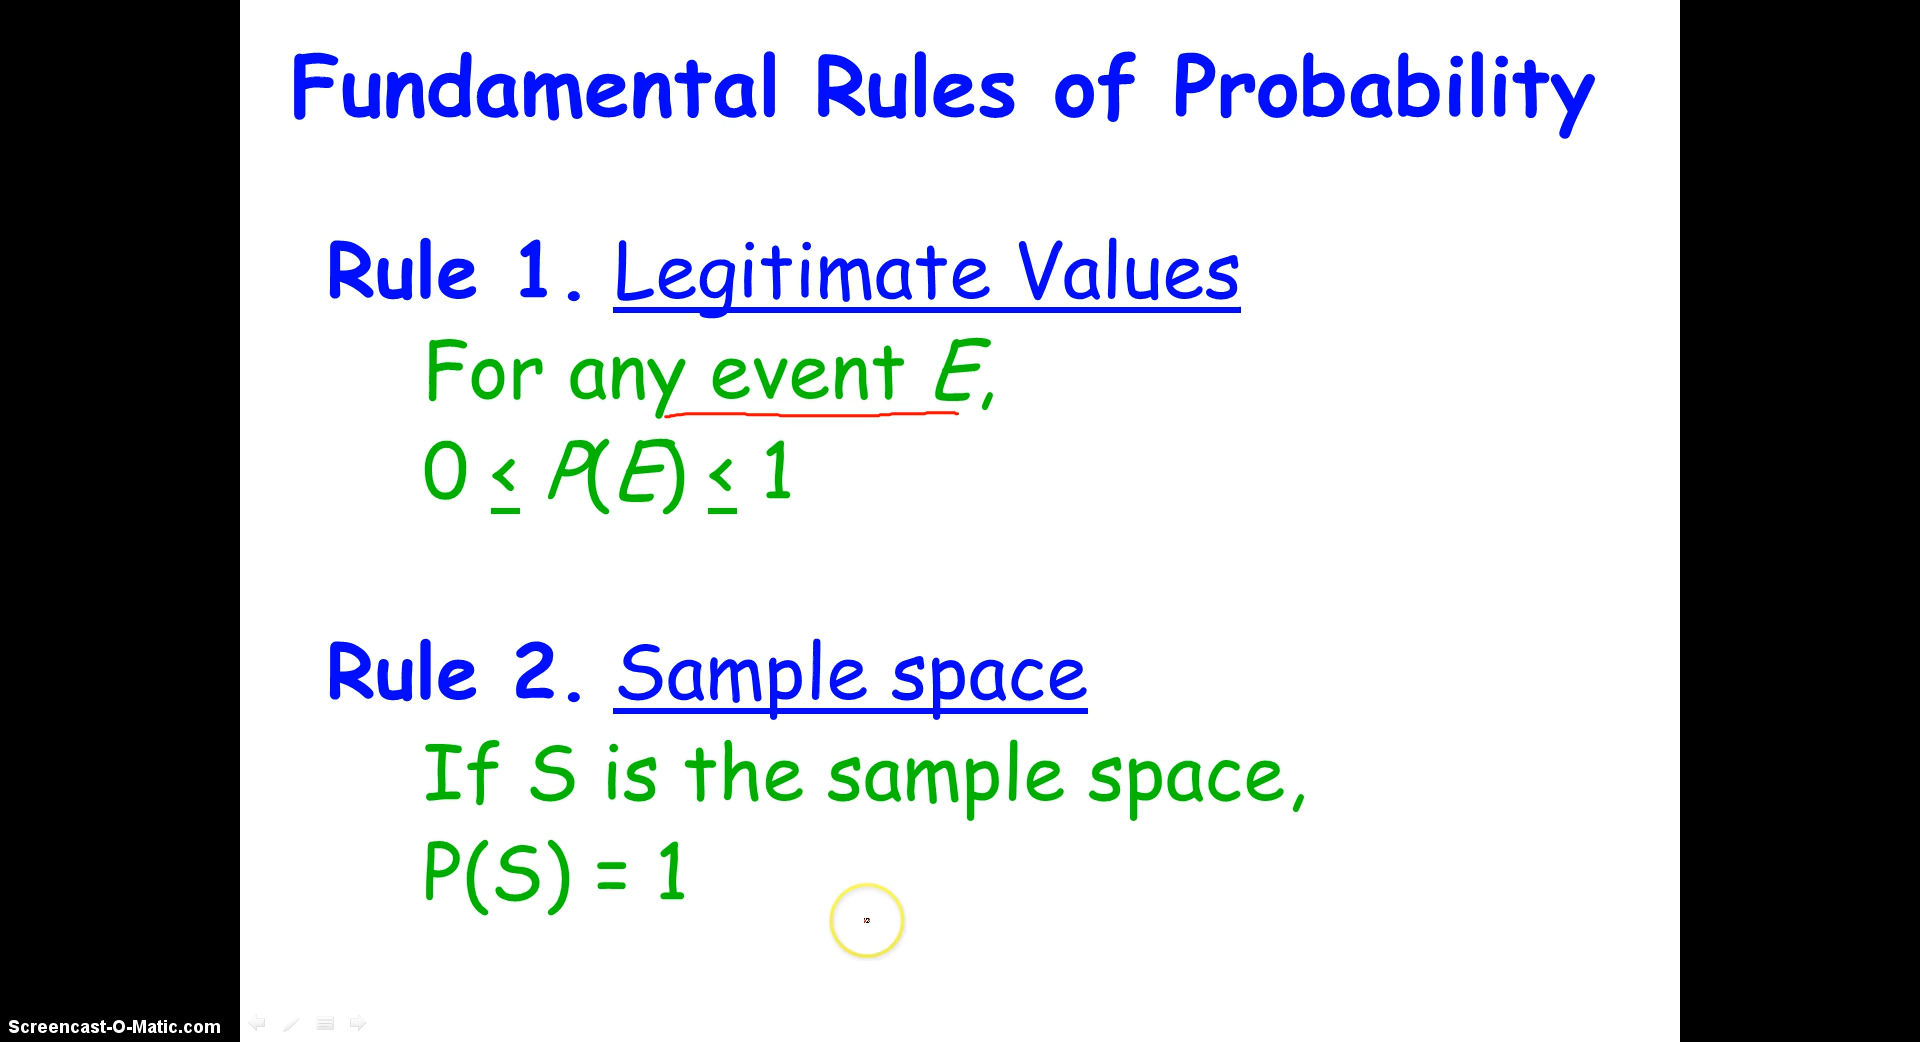 Fundamental Rules of Probability
Rule 1. Legitimate Values
For any event E,
0 ≤ P(E) ≤ 1
Rule 2. Sample space
If S is the sample space,
P(S) = 1
Screencast-O-Matic.com